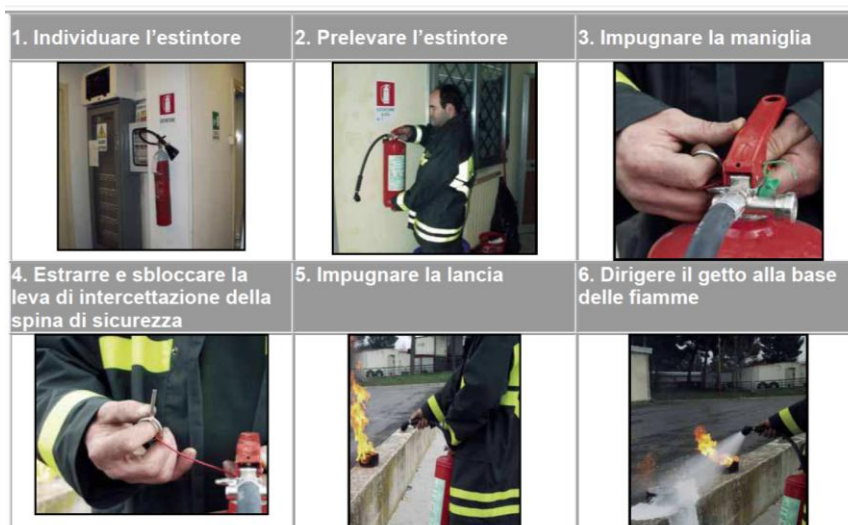 1. Individuare l'estintore
2. Prelevare l'estintore
3. Impugnare la maniglia
4. Estrarre e sbloccare la
leva di intercettazione della
spina di sicurezza
5. Impugnare la lancia
6. Dirigere il getto alla base
delle fiamme